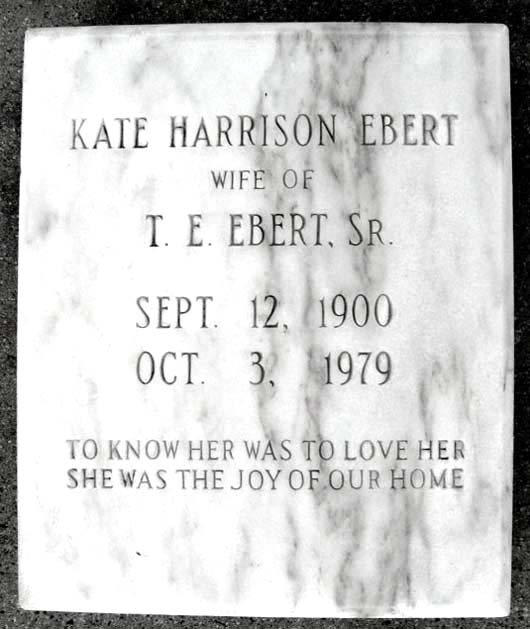 KATE HARRISON EBERT
WIFE OF
T. E. EBERT, SR.
SEPT. 12, 1900
OCT. 3, 1979
TO KNOW HER WAS TO LOVE HER
SHE WAS THE JOY OF OUR HOME